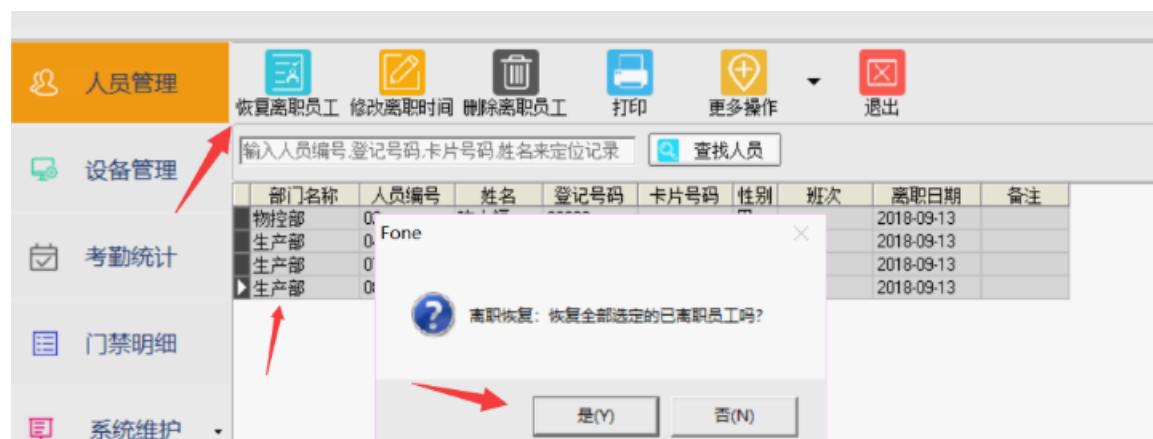 人员管理
设备管理
考勤统计
门禁明细
系统维护
恢复离职员工 修改离职时间 删除离职员工 打印 更多操作 退出
输入人员编号,登记号码,卡片号码,姓名来定位记录 查找人员
部门名称 人员编号 姓名 登记号码 卡片号码 性别 班次 离职日期 备注
物控部 2018-09-13
生产部 2018-09-13
生产部 2018-09-13
生产部 2018-09-13
Fone
离职恢复：恢复全部选定的已离职员工吗?
是(Y) 否(N)